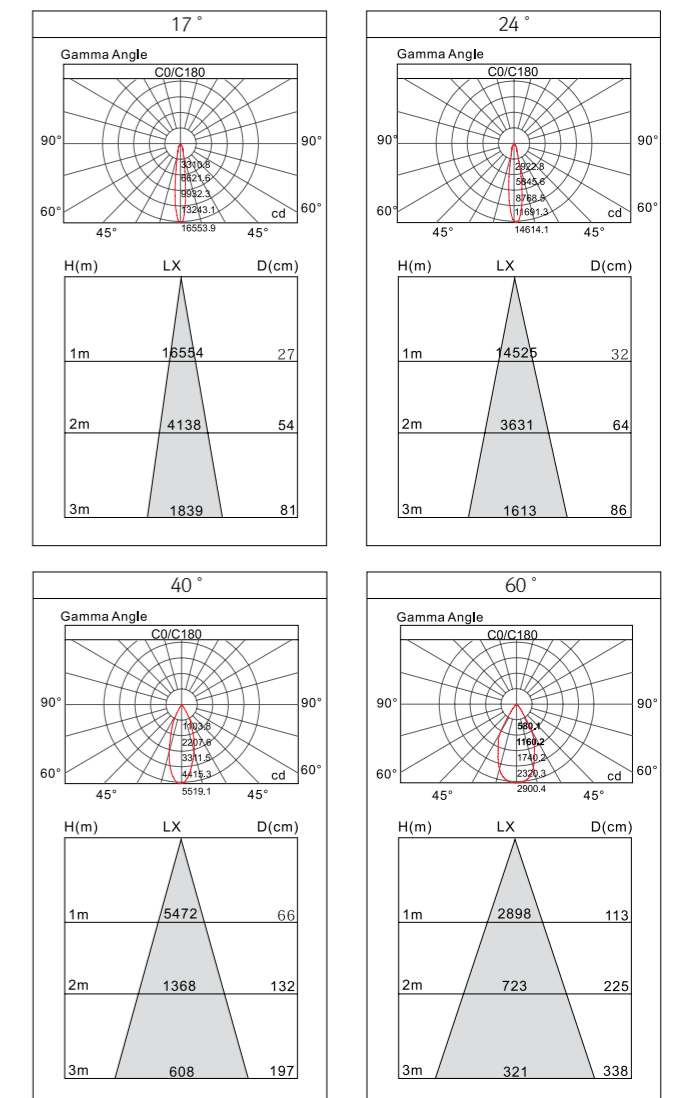 17 °
Gamma Angle
C0/C180
90° 90°
3310.8
6621.6
9932.3
13243.1
60° cd 60°
16553.9
45° 45°
H(m) LX D(cm)
1m 16554 27
2m 4138 54
3m 1839 81
24 °
Gamma Angle
C0/C180
90° 90°
2922.8
5845.6
8768.5
11691.3
60° cd 60°
14614.1
45° 45°
H(m) LX D(cm)
1m 14525 32
2m 3631 64
3m 1613 86
40 °
Gamma Angle
C0/C180
90° 90°
1103.8
2207.6
3311.5
4415.3
60° cd 60°
5519.1
45° 45°
H(m) LX D(cm)
1m 5472 66
2m 1368 132
3m 608 197
60 °
Gamma Angle
C0/C180
90° 90°
580.1
1160.2
1740.2
2320.3
60° cd 60°
2900.4
45° 45°
H(m) LX D(cm)
1m 2898 113
2m 723 225
3m 321 338